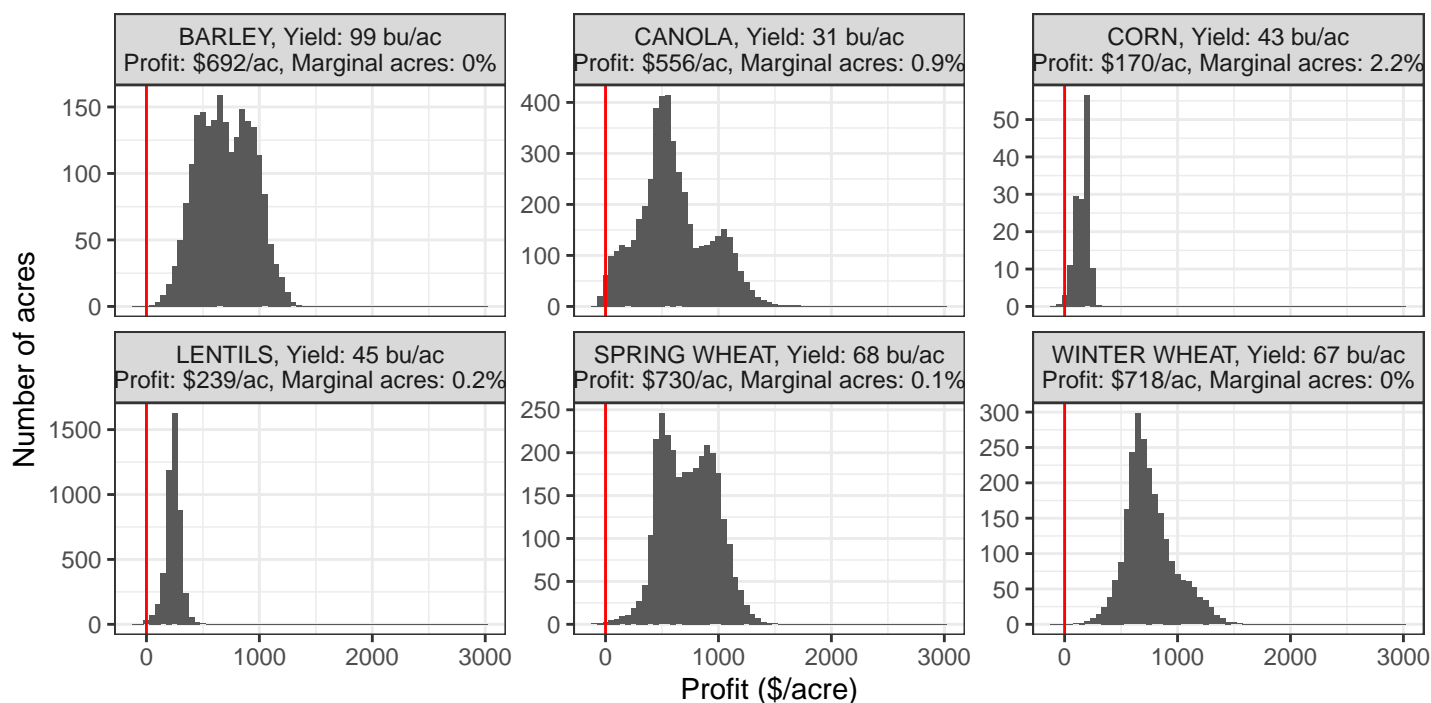 BARLEY, Yield: 99 bu/ac
Profit: $692/ac, Marginal acres: 0%
CANOLA, Yield: 31 bu/ac
Profit: $556/ac, Marginal acres: 0.9%
CORN, Yield: 43 bu/ac
Profit: $170/ac, Marginal acres: 2.2%
150
100
50
0
400
300
200
100
0
50
40
30
20
10
0
Number of acres
LENTILS, Yield: 45 bu/ac
Profit: $239/ac, Marginal acres: 0.2%
SPRING WHEAT, Yield: 68 bu/ac
Profit: $730/ac, Marginal acres: 0.1%
WINTER WHEAT, Yield: 67 bu/ac
Profit: $718/ac, Marginal acres: 0%
1500
1000
500
0
250
200
150
100
50
0
300
250
200
150
100
50
0
0 1000 2000 3000
0 1000 2000 3000
0 1000 2000 3000
Profit ($/acre)